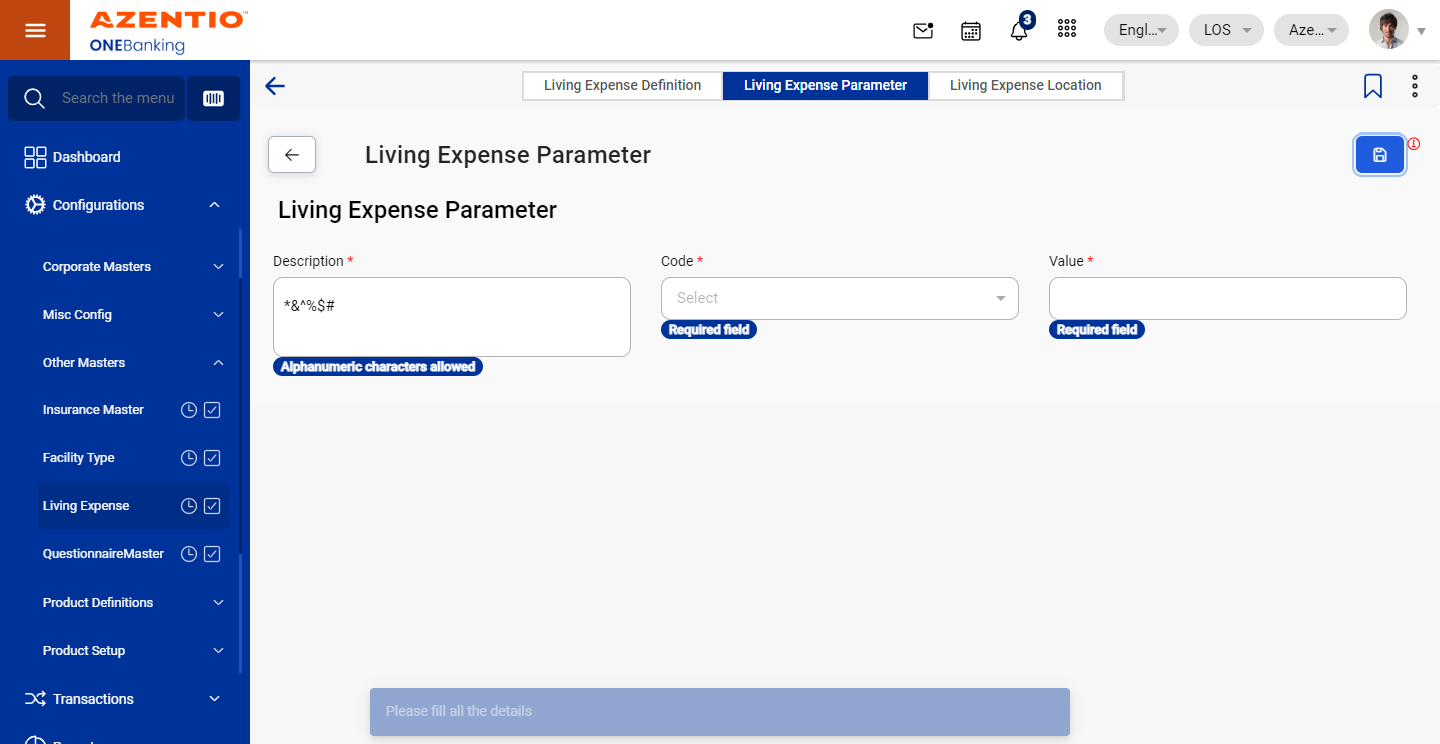 AZENTIO™
ONEBanking
3
Engl...
LOS
Aze...
Search the menu
Living Expense Definition
Living Expense Parameter
Living Expense Location
Dashboard
Configurations
Corporate Masters
Misc Config
Other Masters
Insurance Master
Facility Type
Living Expense
QuestionnaireMaster
Product Definitions
Product Setup
Transactions
Living Expense Parameter
Living Expense Parameter
Description *
Code *
Value *
*&^%$#
Select
Alphanumeric characters allowed
Required field
Required field
Please fill all the details